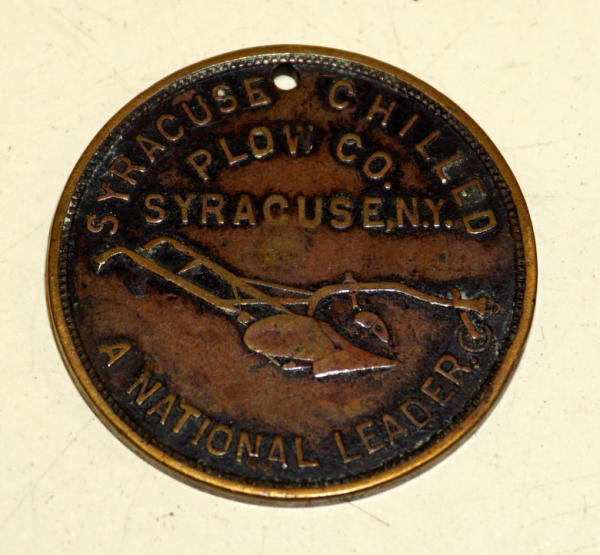 SYRACUSE CHILLED
PLOW CO.
SYRACUSE, N.Y.
A NATIONAL LEADER.